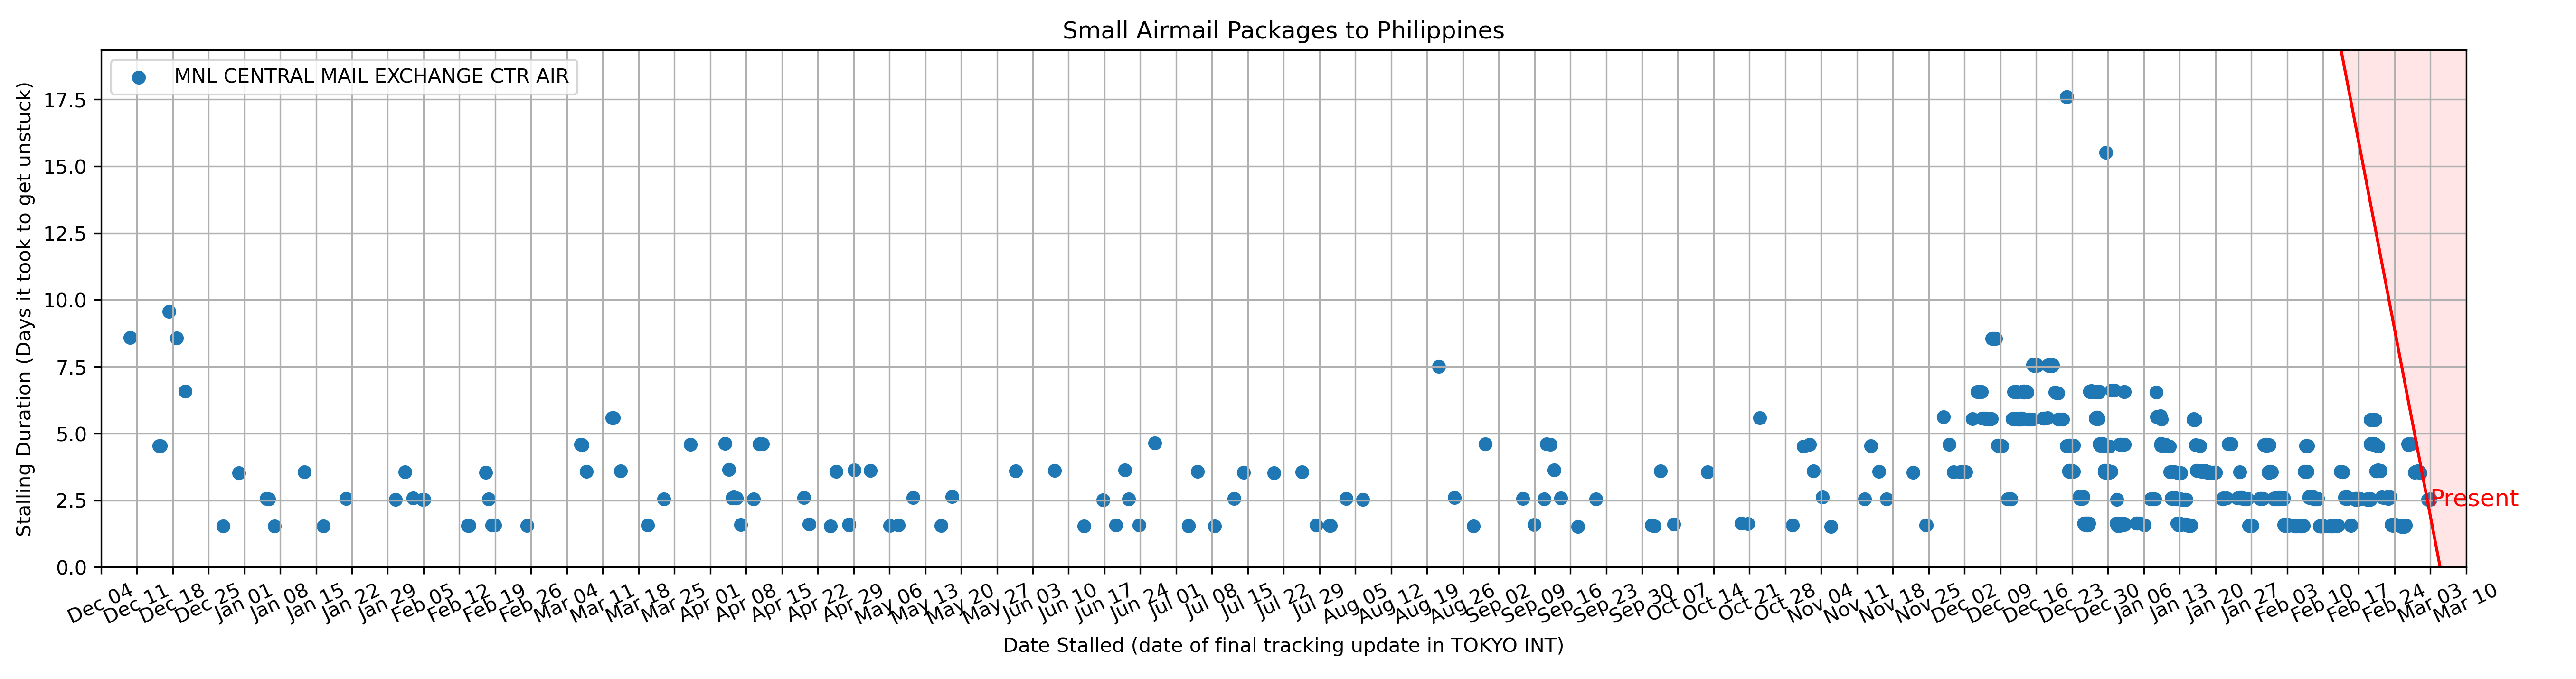 Small Airmail Packages to Philippines
MNL CENTRAL MAIL EXCHANGE CTR AIR
Stalling Duration (Days it took to get unstuck)
17.5
15.0
12.5
10.0
7.5
5.0
2.5
0.0
Present
Dec 04 Dec 11 Dec 18 Dec 25 Jan 01 Jan 08 Jan 15 Jan 22 Jan 29 Feb 05 Feb 12 Feb 19 Feb 26 Mar 04 Mar 11 Mar 18 Mar 25 Apr 01 Apr 08 Apr 15 Apr 22 Apr 29 May 06 May 13 May 20 May 27 Jun 03 Jun 10 Jun 17 Jun 24 Jul 01 Jul 08 Jul 15 Jul 22 Jul 29 Aug 05 Aug 12 Aug 19 Aug 26 Sep 02 Sep 09 Sep 16 Sep 23 Sep 30 Oct 07 Oct 14 Oct 21 Oct 28 Nov 04 Nov 11 Nov 18 Nov 25 Dec 02 Dec 09 Dec 16 Dec 23 Dec 30 Jan 06 Jan 13 Jan 20 Jan 27 Feb 03 Feb 10 Feb 17 Feb 24 Mar 03 Mar 10
Date Stalled (date of final tracking update in TOKYO INT)